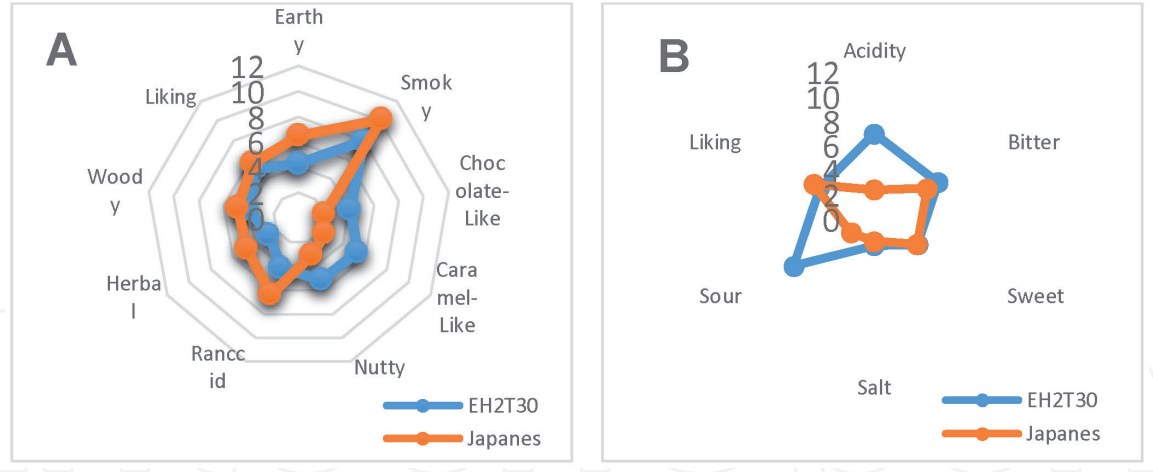 A
Earth
y
Smok
y
Choc
olate-
Like
Cara
mel-
Like
Nutty
Rancc
id
Herba
l
Wood
y
Liking
12
10
8
6
4
2
0
EH2T30
Japanes
B
Acidity
Bitter
Sweet
Salt
Sour
Liking
12
10
8
6
4
2
0
EH2T30
Japanes